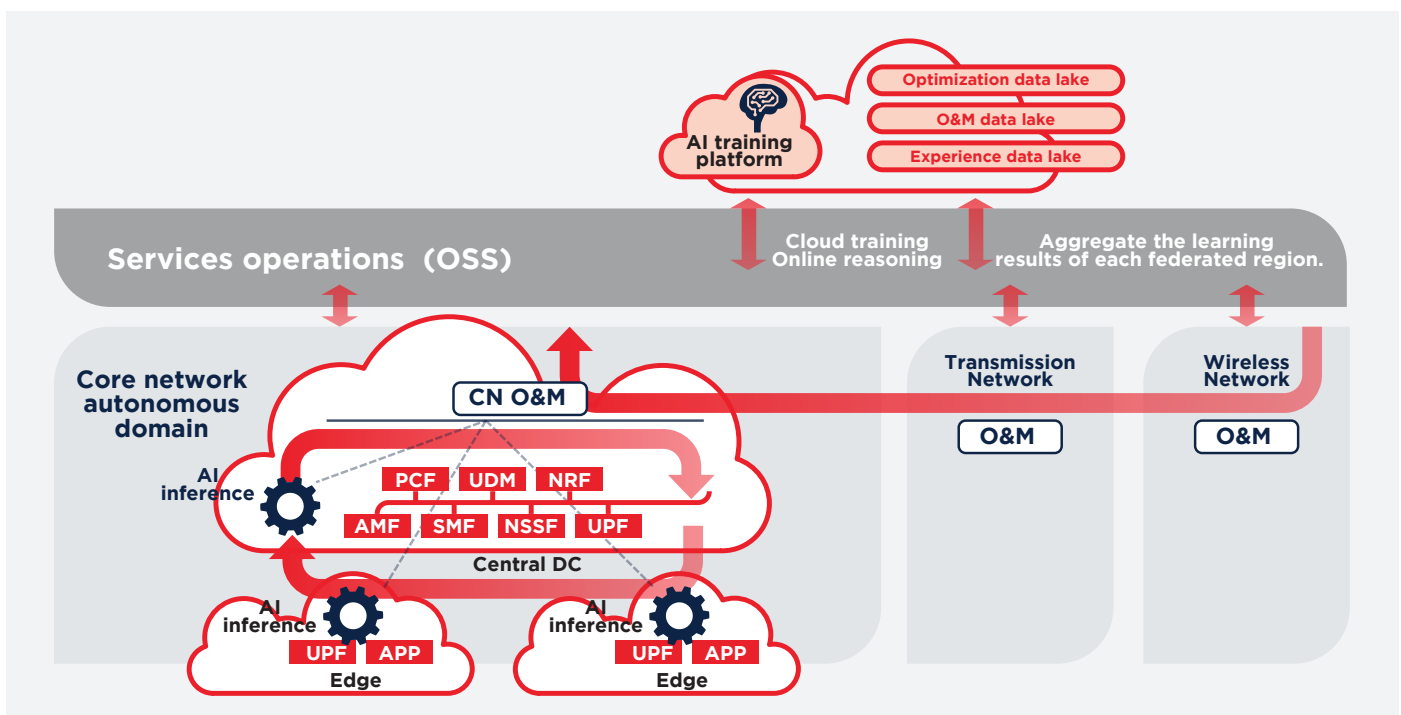 Optimization data lake
O&M data lake
Experience data lake
AI training
platform
Services operations (OSS)
Cloud training
Online reasoning
Aggregate the learning
results of each federated region.
Core network
autonomous
domain
CN O&M
AI
inference
PCF
UDM
NRF
AMF
SMF
NSSF
UPF
Central DC
AI
inference
UPF
APP
Edge
AI
inference
UPF
APP
Edge
Transmission
Network
O&M
Wireless
Network
O&M